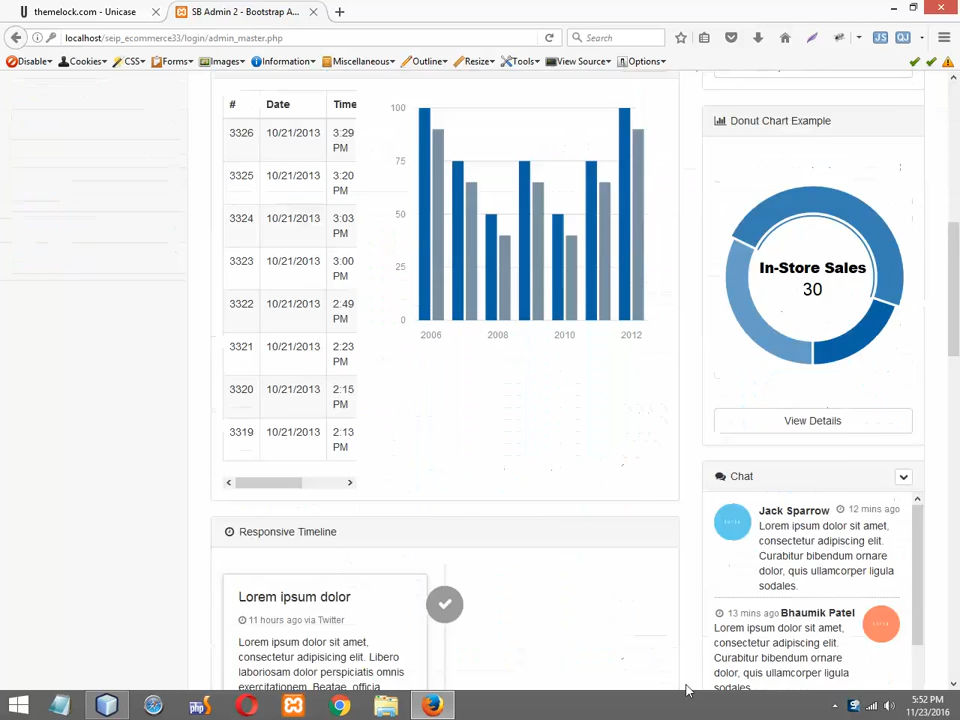 themelock.com - Unicase
SB Admin 2 - Bootstrap A...
localhost/seip_ecommerce33/login/admin_master.php
Search
Disable Cookies CSS Forms Images Information Miscellaneous Outline Resize Tools View Source Options
# Date Time
3326 10/21/2013 3:29 PM
3325 10/21/2013 3:20 PM
3324 10/21/2013 3:03 PM
3323 10/21/2013 3:00 PM
3322 10/21/2013 2:49 PM
3321 10/21/2013 2:23 PM
3320 10/21/2013 2:15 PM
3319 10/21/2013 2:13 PM
100
75
50
25
0
2006 2008 2010 2012
Donut Chart Example
In-Store Sales
30
View Details
Chat
Jack Sparrow 12 mins ago
Lorem ipsum dolor sit amet,
consectetur adipiscing elit.
Curabitur bibendum ornare
dolor, quis ullamcorper ligula
sodales.
13 mins ago Bhaumik Patel
Lorem ipsum dolor sit amet,
consectetur adipiscing elit.
Curabitur bibendum ornare
dolor, quis ullamcorper ligula
sodales.
Responsive Timeline
Lorem ipsum dolor
11 hours ago via Twitter
Lorem ipsum dolor sit amet,
consectetur adipisicing elit. Libero
laboriosam dolor perspiciatis omnis
exercitationem. Beatae, officia
5:52 PM
11/23/2016